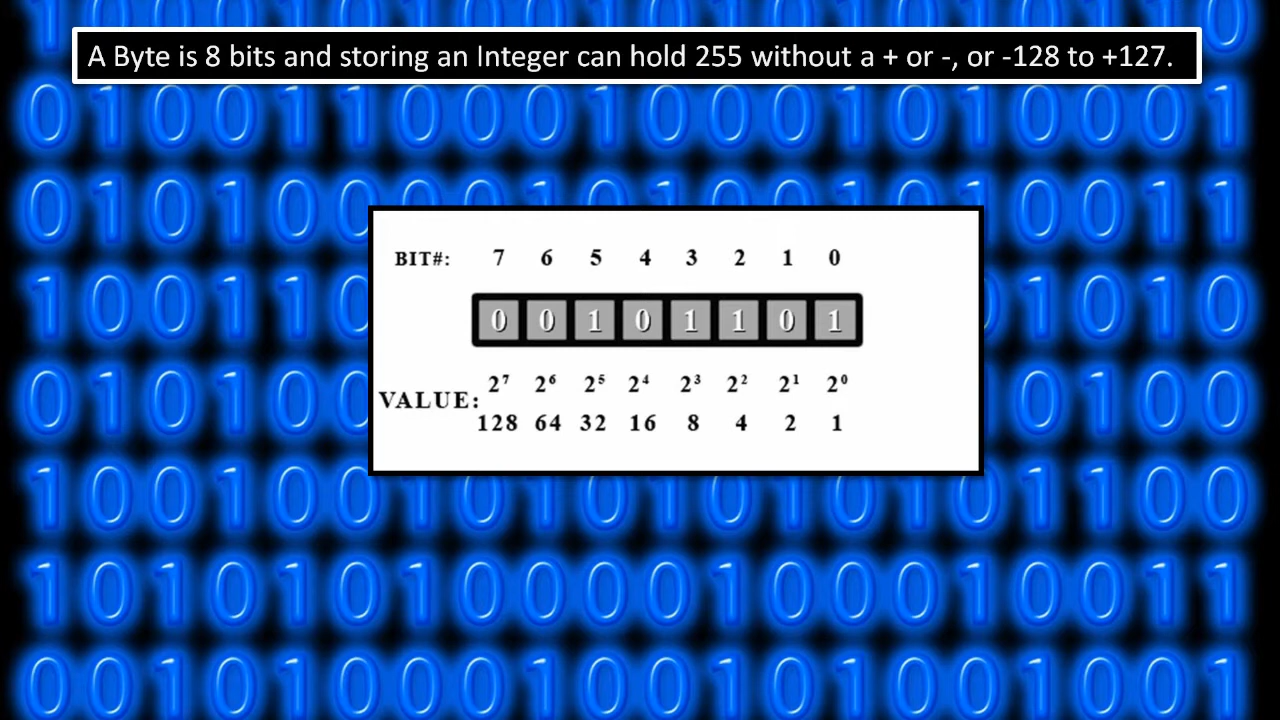 A Byte is 8 bits and storing an Integer can hold 255 without a + or -, or -128 to +127.
BIT#: 7 6 5 4 3 2 1 0
0 0 1 0 1 1 0 1
VALUE: 2⁷ 2⁶ 2⁵ 2⁴ 2³ 2² 2¹ 2⁰
128 64 32 16 8 4 2 1